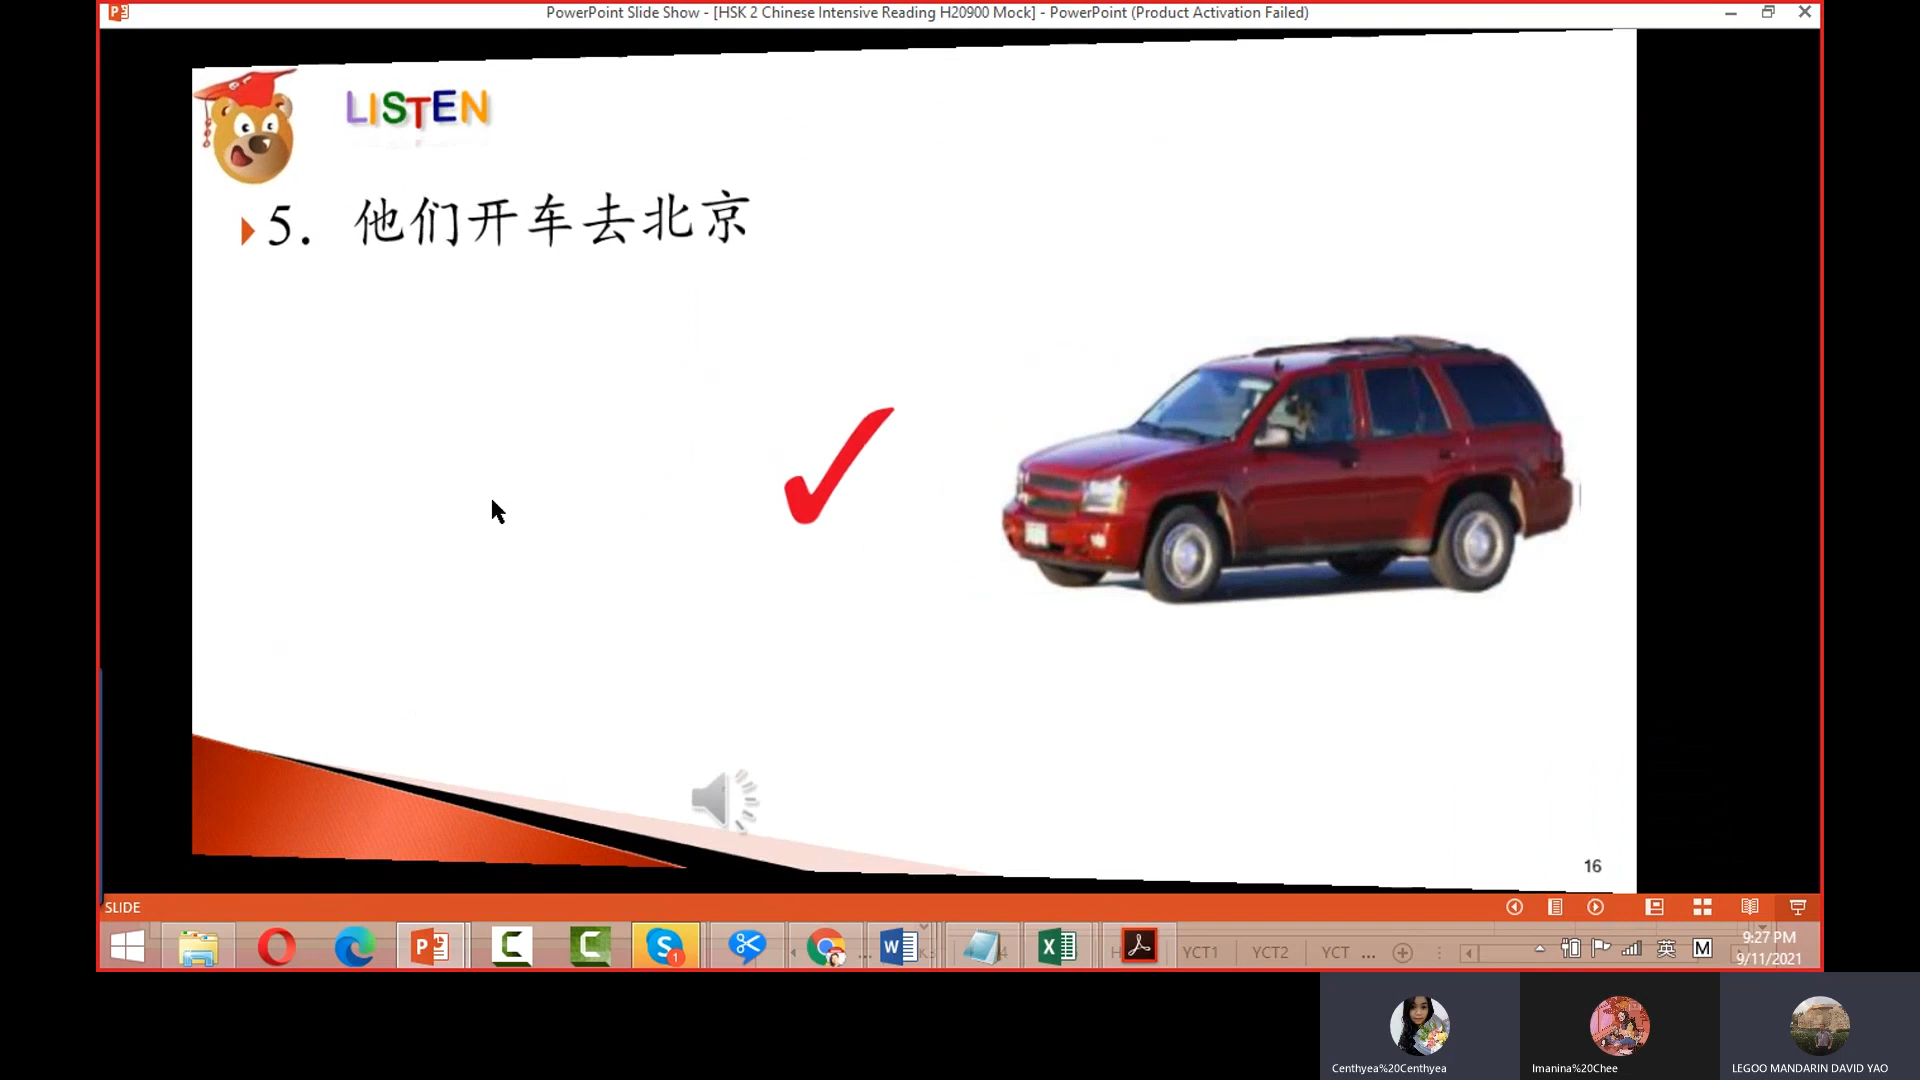 PowerPoint Slide Show - [HSK 2 Chinese Intensive Reading H20900 Mock] - PowerPoint (Product Activation Failed)
LISTEN
5. 他们开车去北京
16
SLIDE
1
YCT1
YCT2
YCT
...
英
M
9:27 PM
9/11/2021
Centhyea%20Centhyea
Imanina%20Chee
LEGOO MANDARIN DAVID YAO